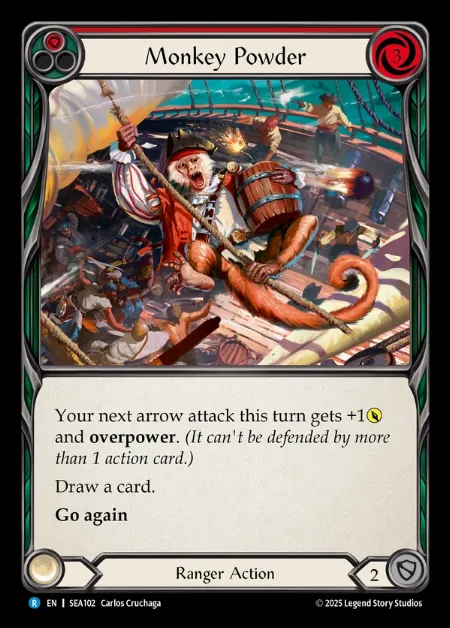 Monkey Powder
3
Your next arrow attack this turn gets +1
and overpower. (It can't be defended by more
than 1 action card.)
Draw a card.
Go again
Ranger Action
2
R EN | SEA102 Carlos Cruchaga
© 2025 Legend Story Studios